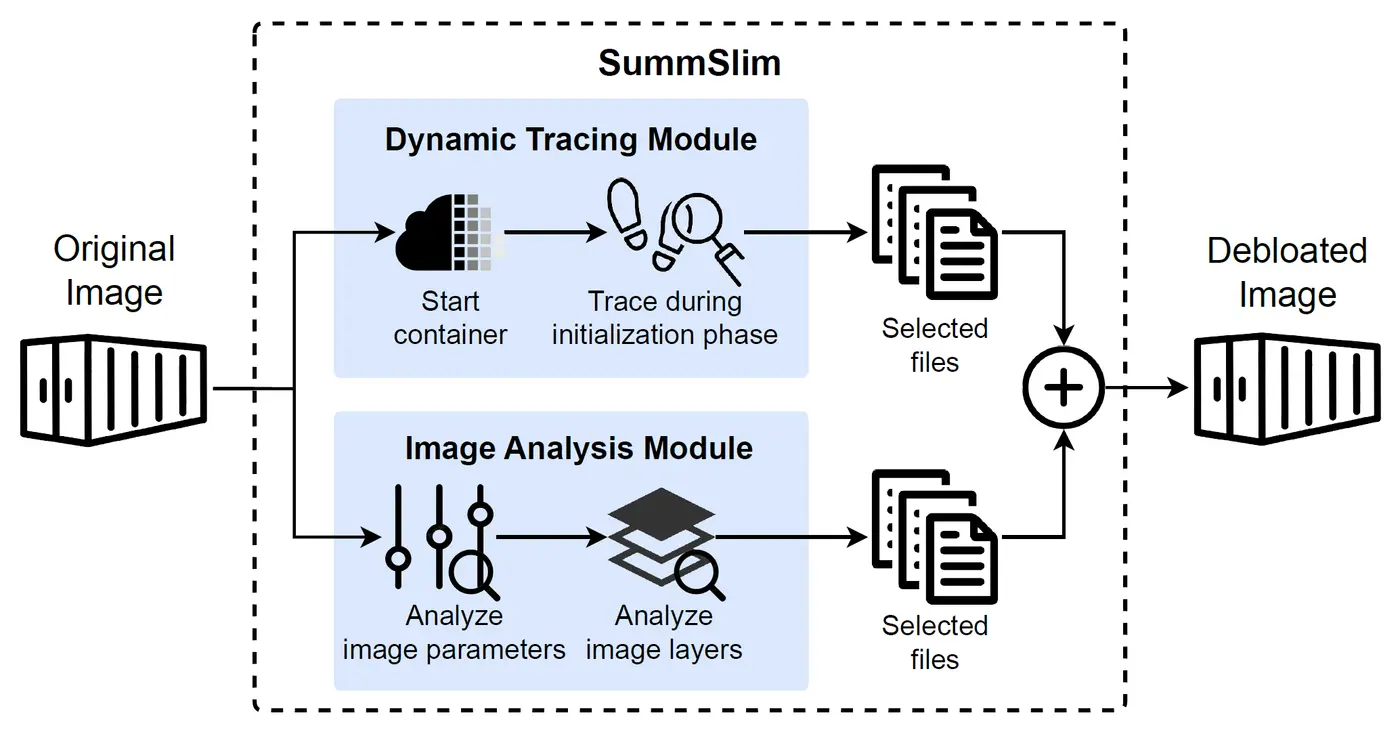 SummSlim
Dynamic Tracing Module
Original
Image
Start
container
Trace during
initialization phase
Selected
files
Debloated
Image
Image Analysis Module
Analyze
image parameters
Analyze
image layers
Selected
files